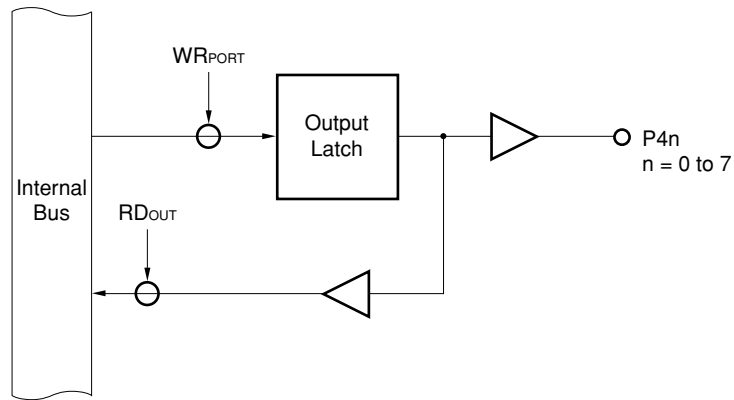 WRPORT
Output
Latch
P4n
n = 0 to 7
Internal
Bus
RDOUT